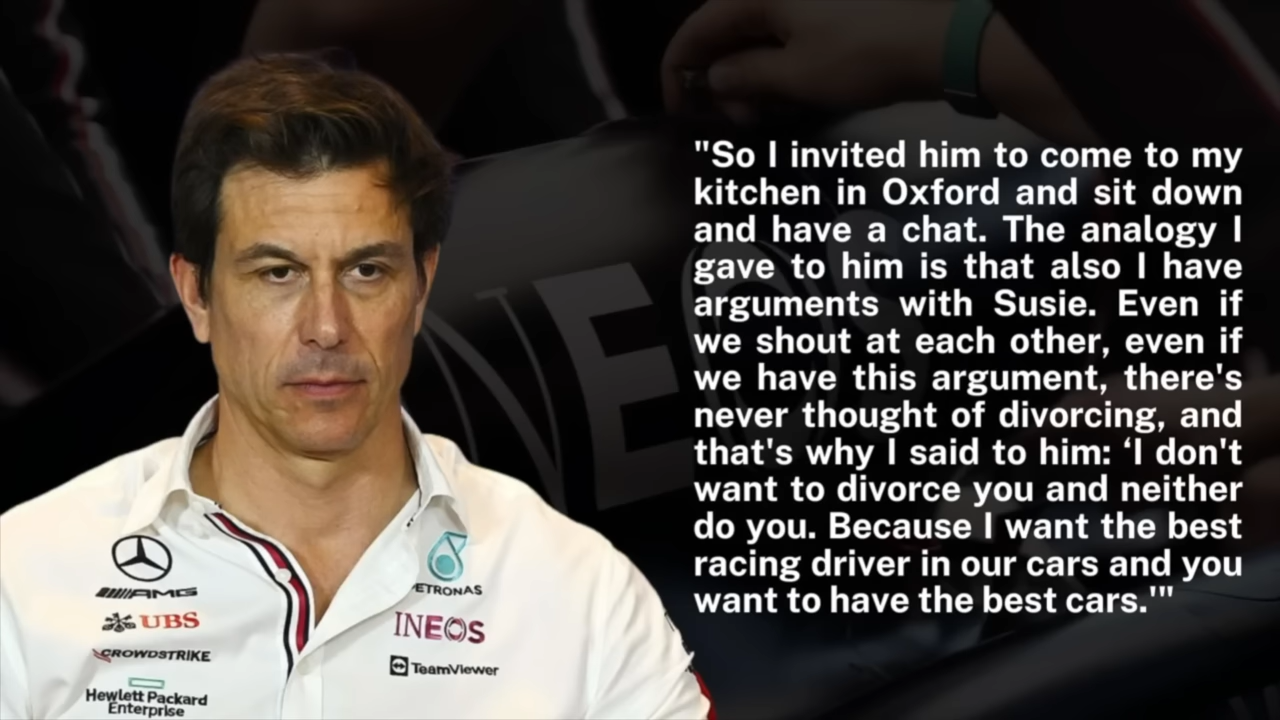 "So I invited him to come to my
kitchen in Oxford and sit down
and have a chat. The analogy I
gave to him is that also I have
arguments with Susie. Even if
we shout at each other, even if
we have this argument, there's
never thought of divorcing, and
that's why I said to him: ‘I don't
want to divorce you and neither
do you. Because I want the best
racing driver in our cars and you
want to have the best cars.'"
INEOS
AMG
UBS
CROWDSTRIKE
Hewlett Packard
Enterprise
PETRONAS
INEOS
TeamViewer